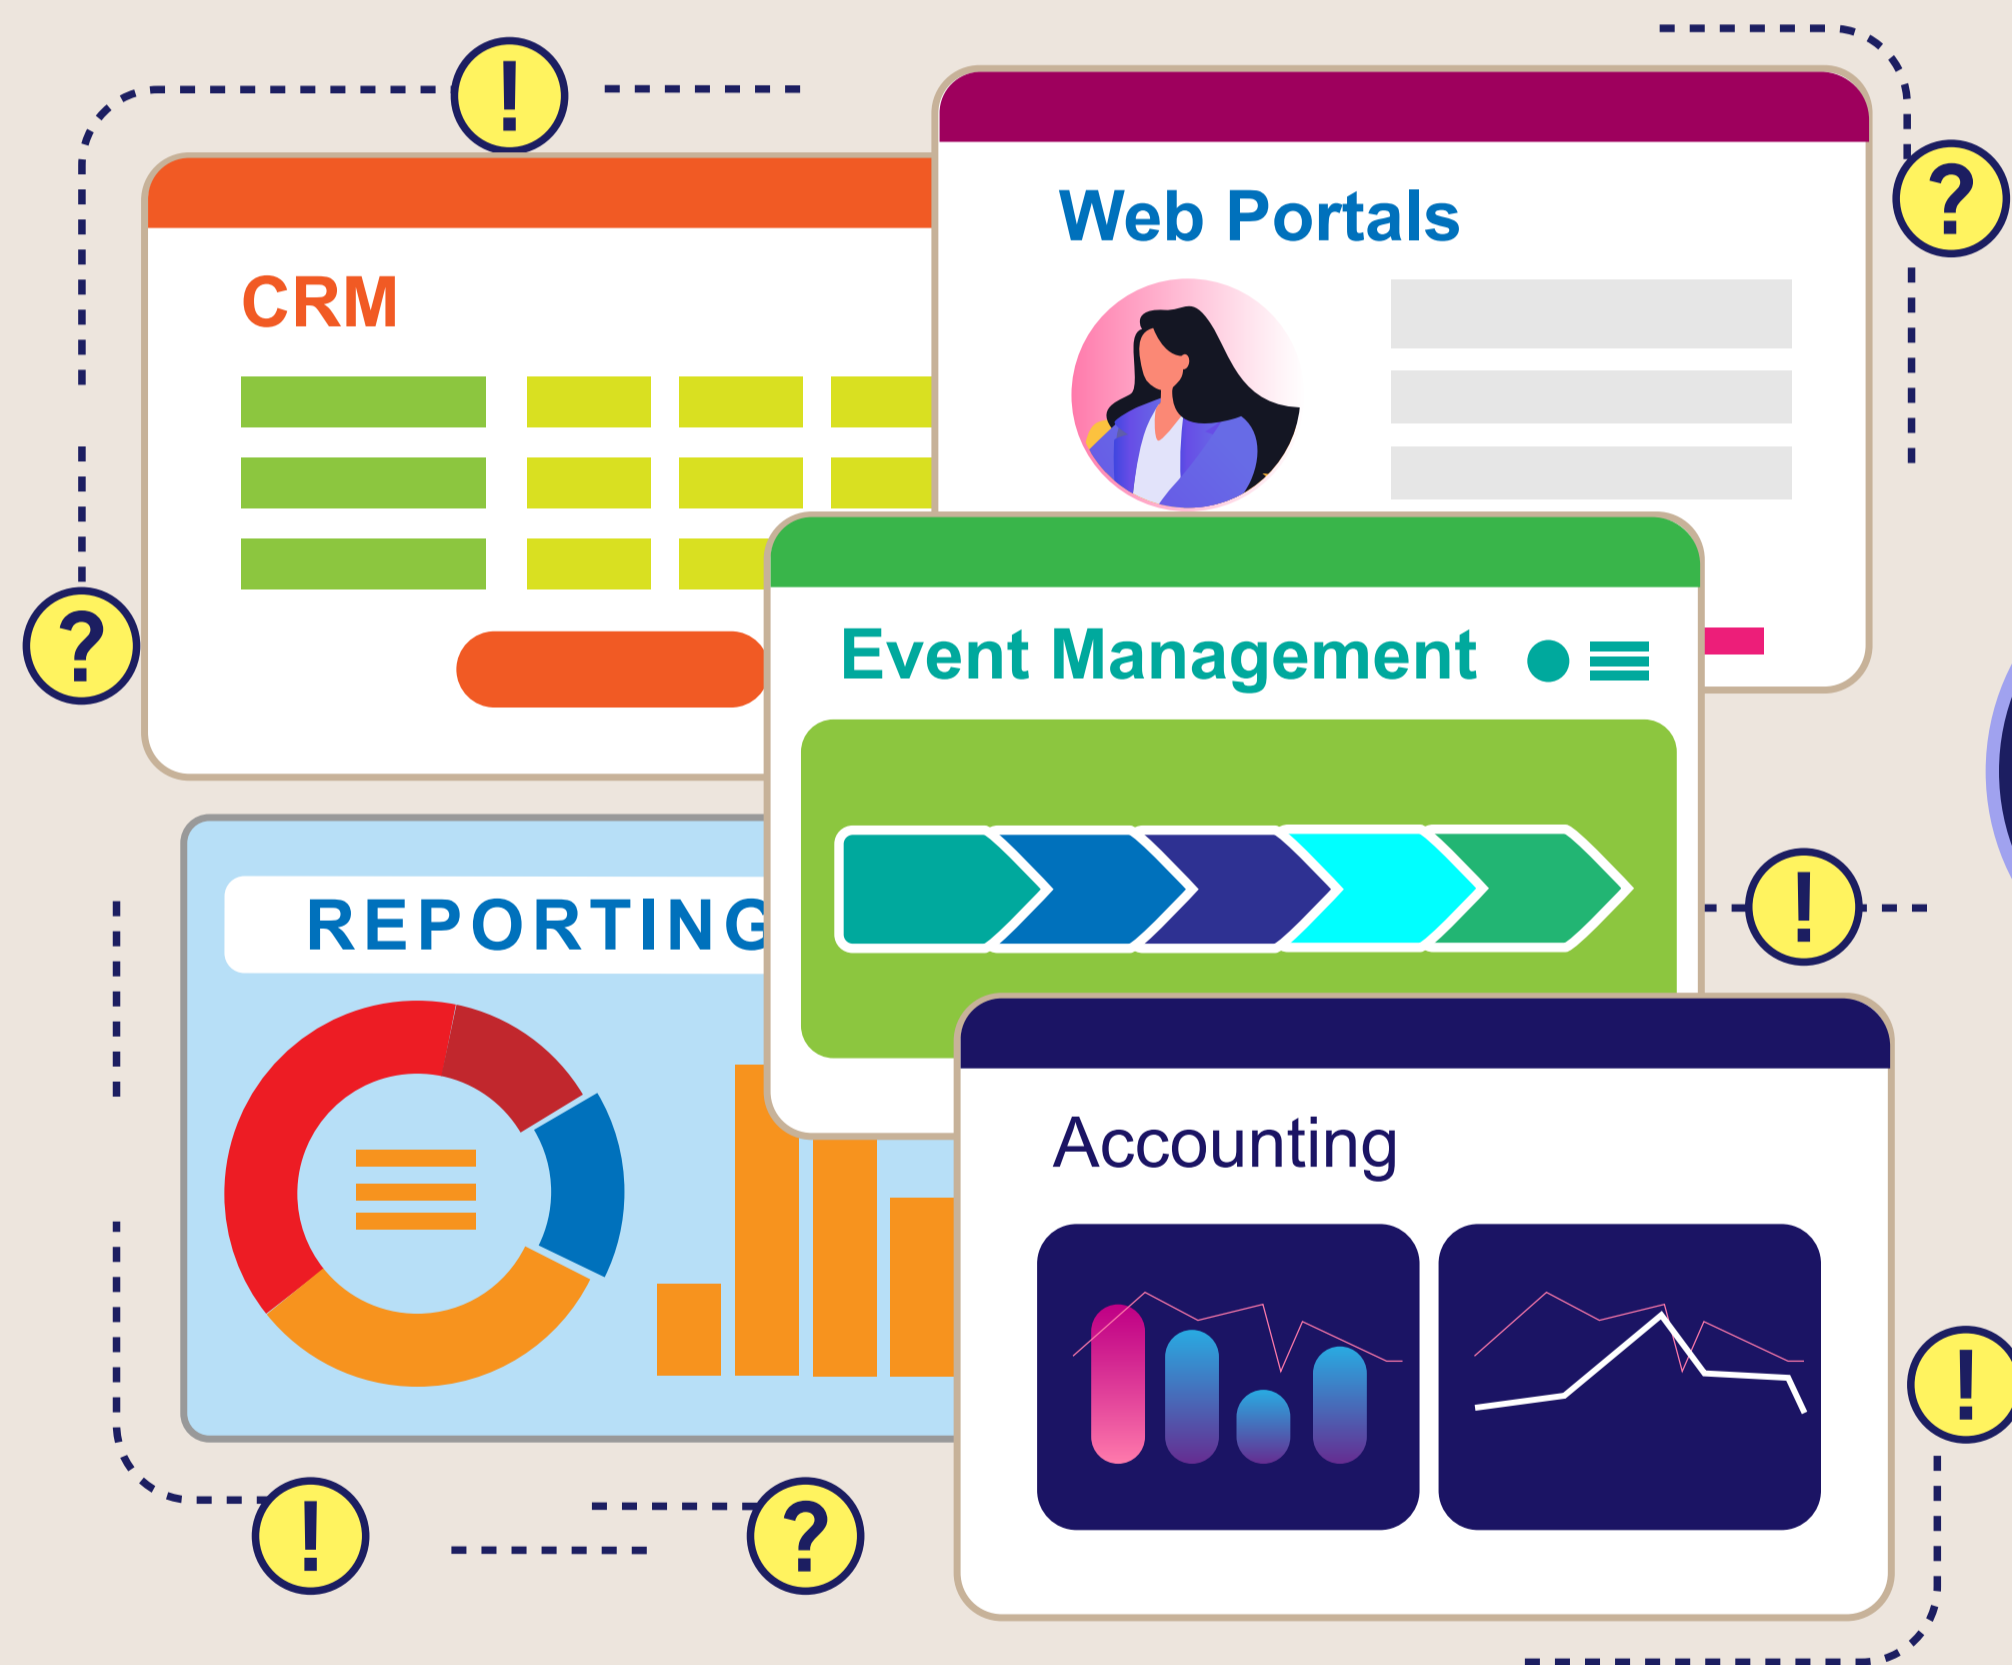 !
?
Web Portals
CRM
?
Event Management
REPORTING
!
Accounting
!
!
?